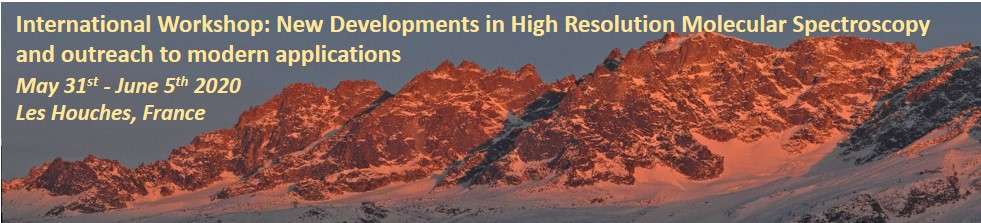 International Workshop: New Developments in High Resolution Molecular Spectroscopy
and outreach to modern applications
May 31st - June 5th 2020
Les Houches, France